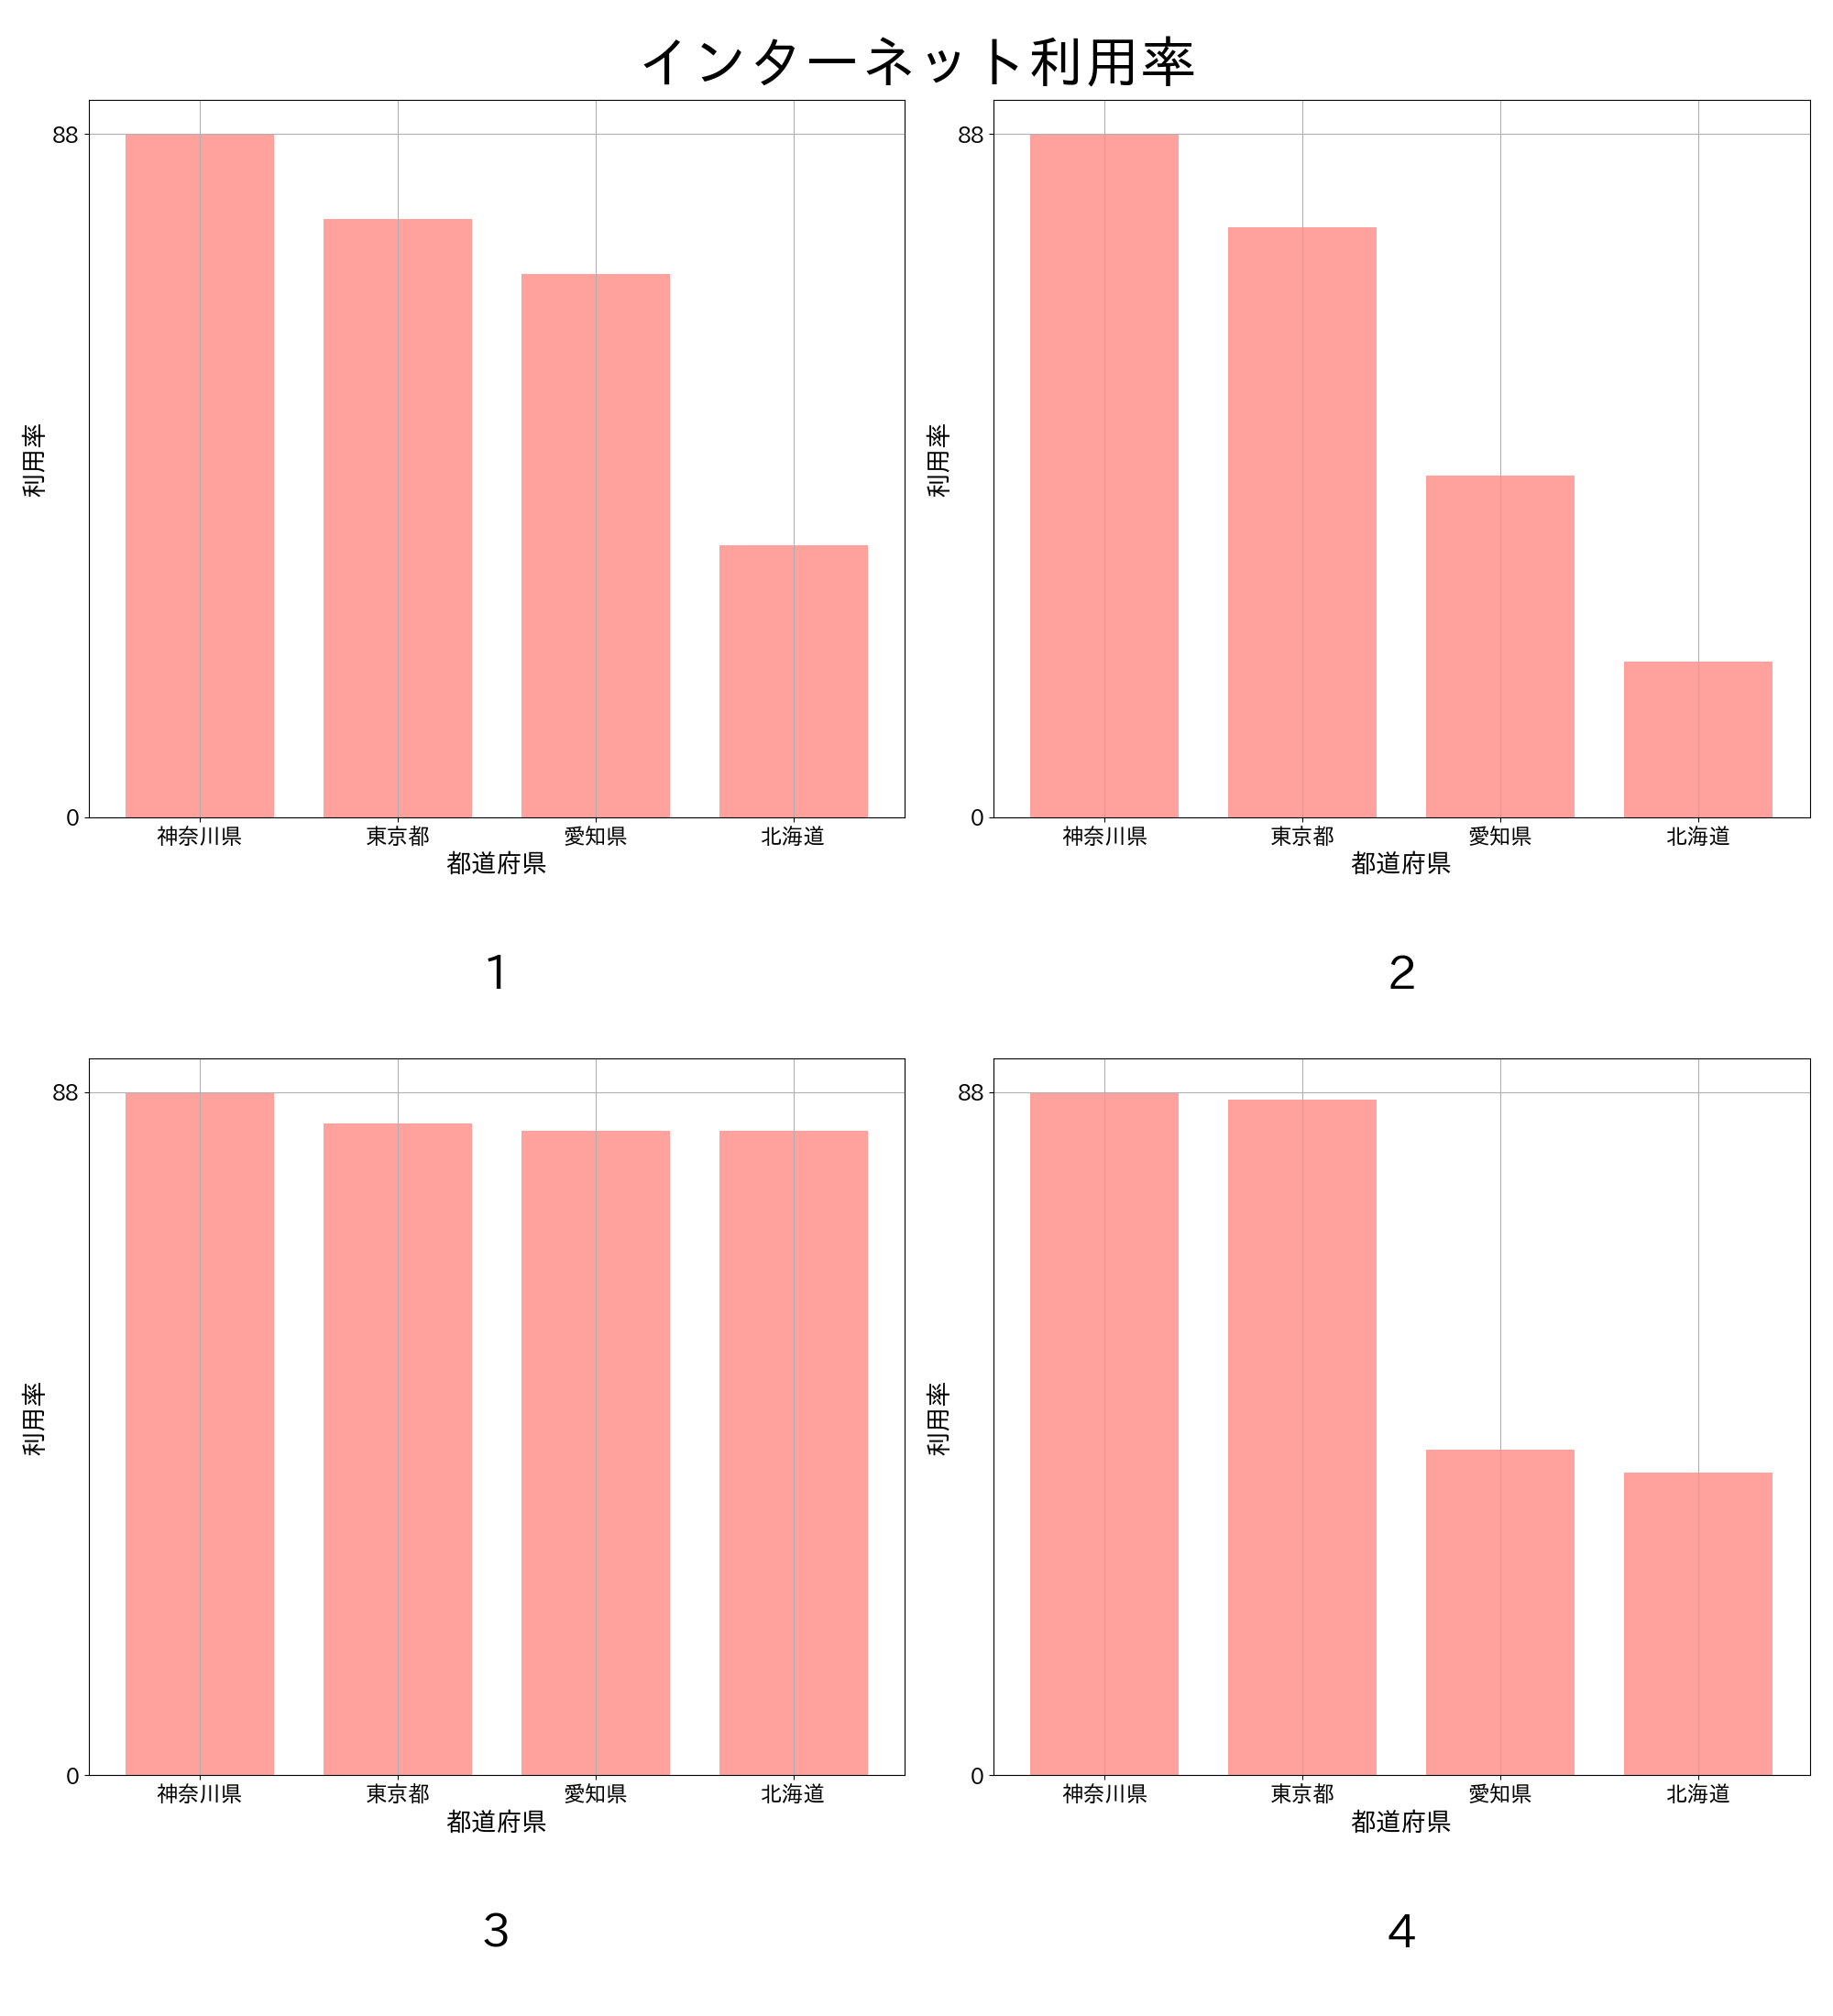 インターネット利用率
88
0
利用率
神奈川県 東京都 愛知県 北海道
都道府県
1
88
0
利用率
神奈川県 東京都 愛知県 北海道
都道府県
2
88
0
利用率
神奈川県 東京都 愛知県 北海道
都道府県
3
88
0
利用率
神奈川県 東京都 愛知県 北海道
都道府県
4